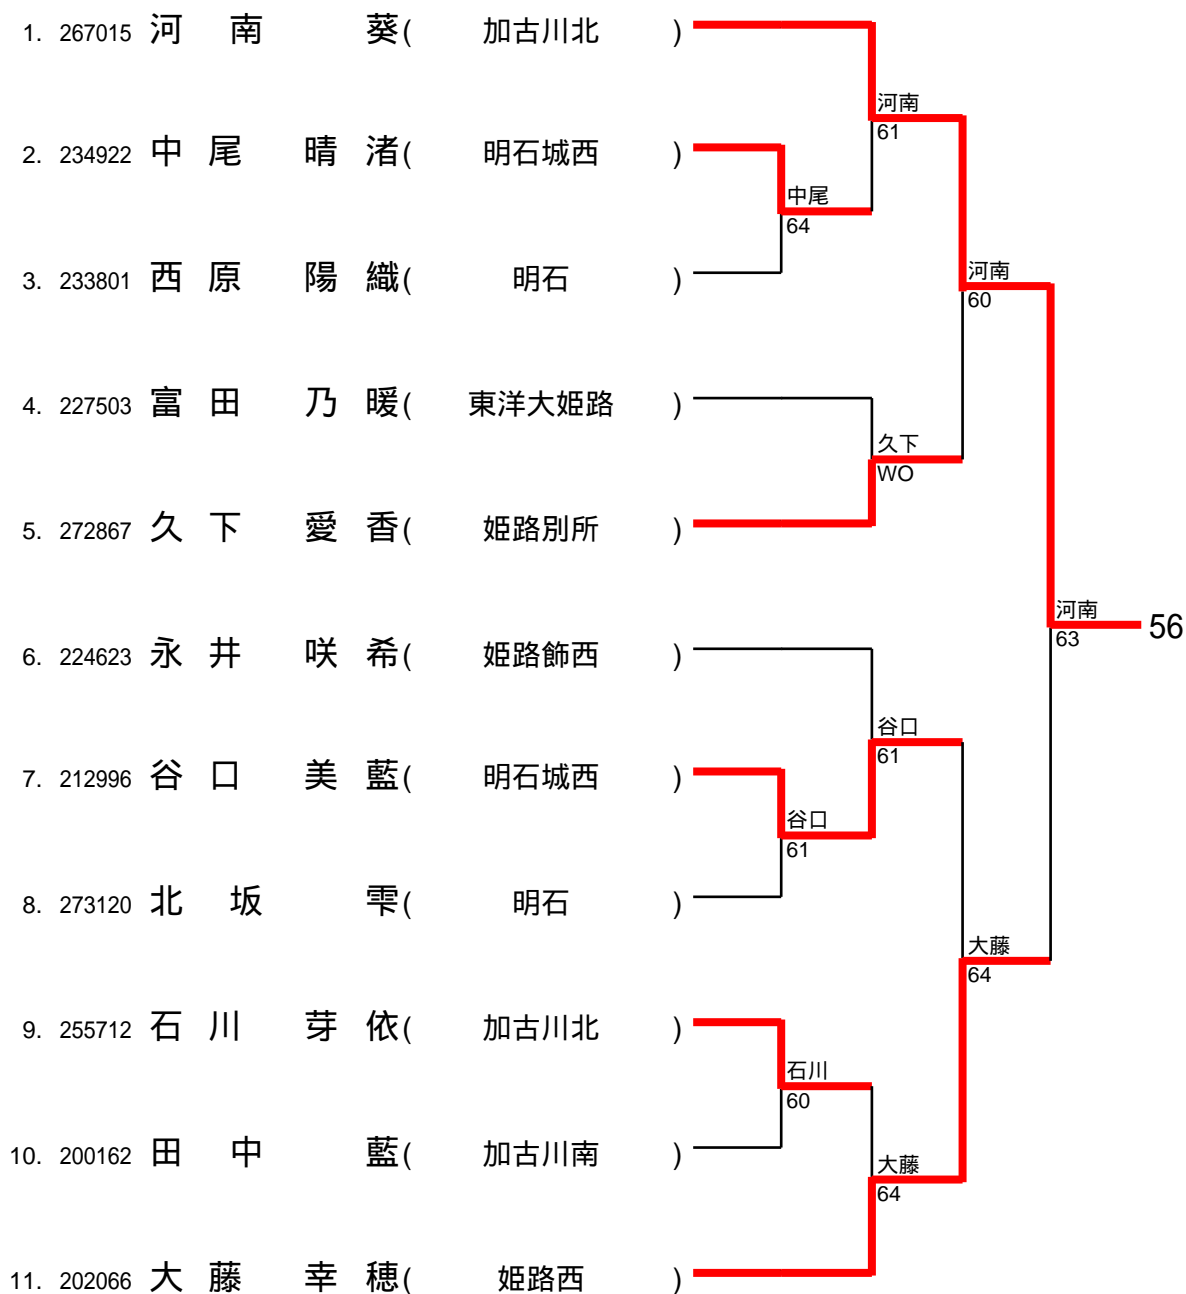 1. 267015 河 南 葵( 加古川北 )
河南
61
2. 234922 中 尾 晴 渚( 明石城西 )
中尾
64
3. 233801 西 原 陽 織( 明石 )
河南
60
4. 227503 富 田 乃 暖( 東洋大姫路 )
久下
WO
5. 272867 久 下 愛 香( 姫路別所 )
河南
63
56
6. 224623 永 井 咲 希( 姫路飾西 )
谷口
61
7. 212996 谷 口 美 藍( 明石城西 )
谷口
61
8. 273120 北 坂 雫( 明石 )
大藤
64
9. 255712 石 川 芽 依( 加古川北 )
石川
60
10. 200162 田 中 藍( 加古川南 )
大藤
64
11. 202066 大 藤 幸 穂( 姫路西 )